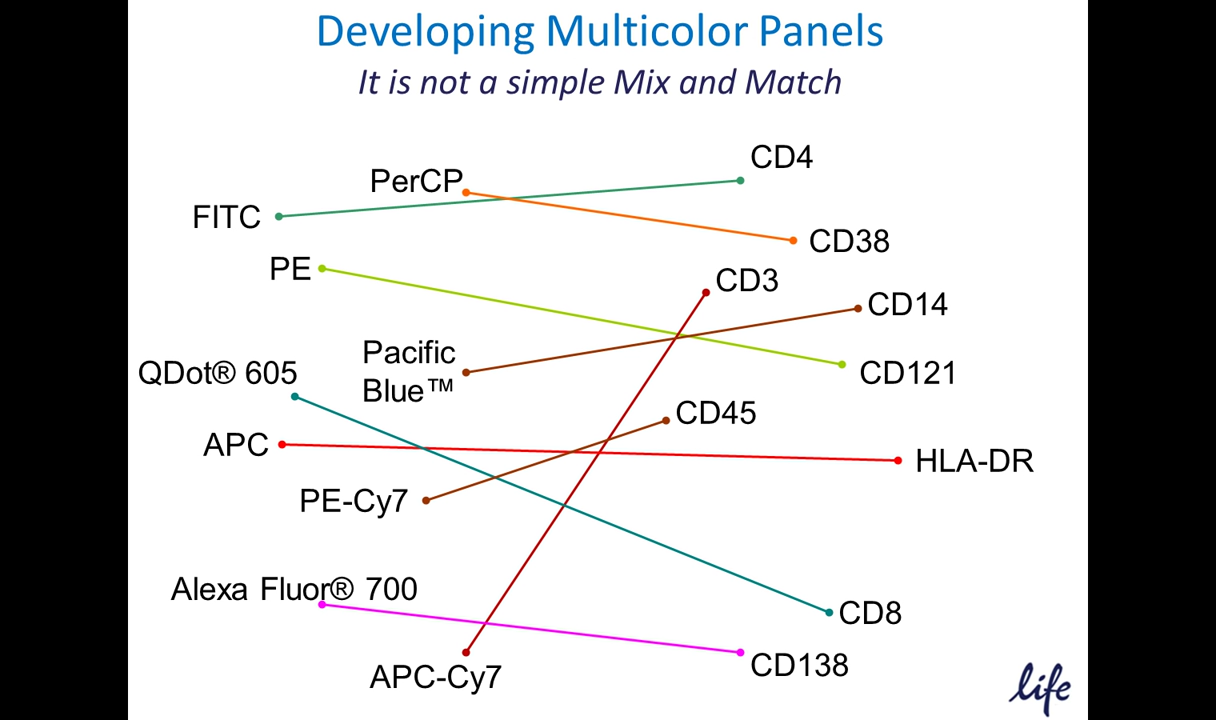 Developing Multicolor Panels
It is not a simple Mix and Match
CD4
PerCP
FITC
CD38
PE
CD3
CD14
Pacific
Blue™
QDot® 605
CD121
CD45
APC
HLA-DR
PE-Cy7
Alexa Fluor® 700
CD8
CD138
APC-Cy7
life